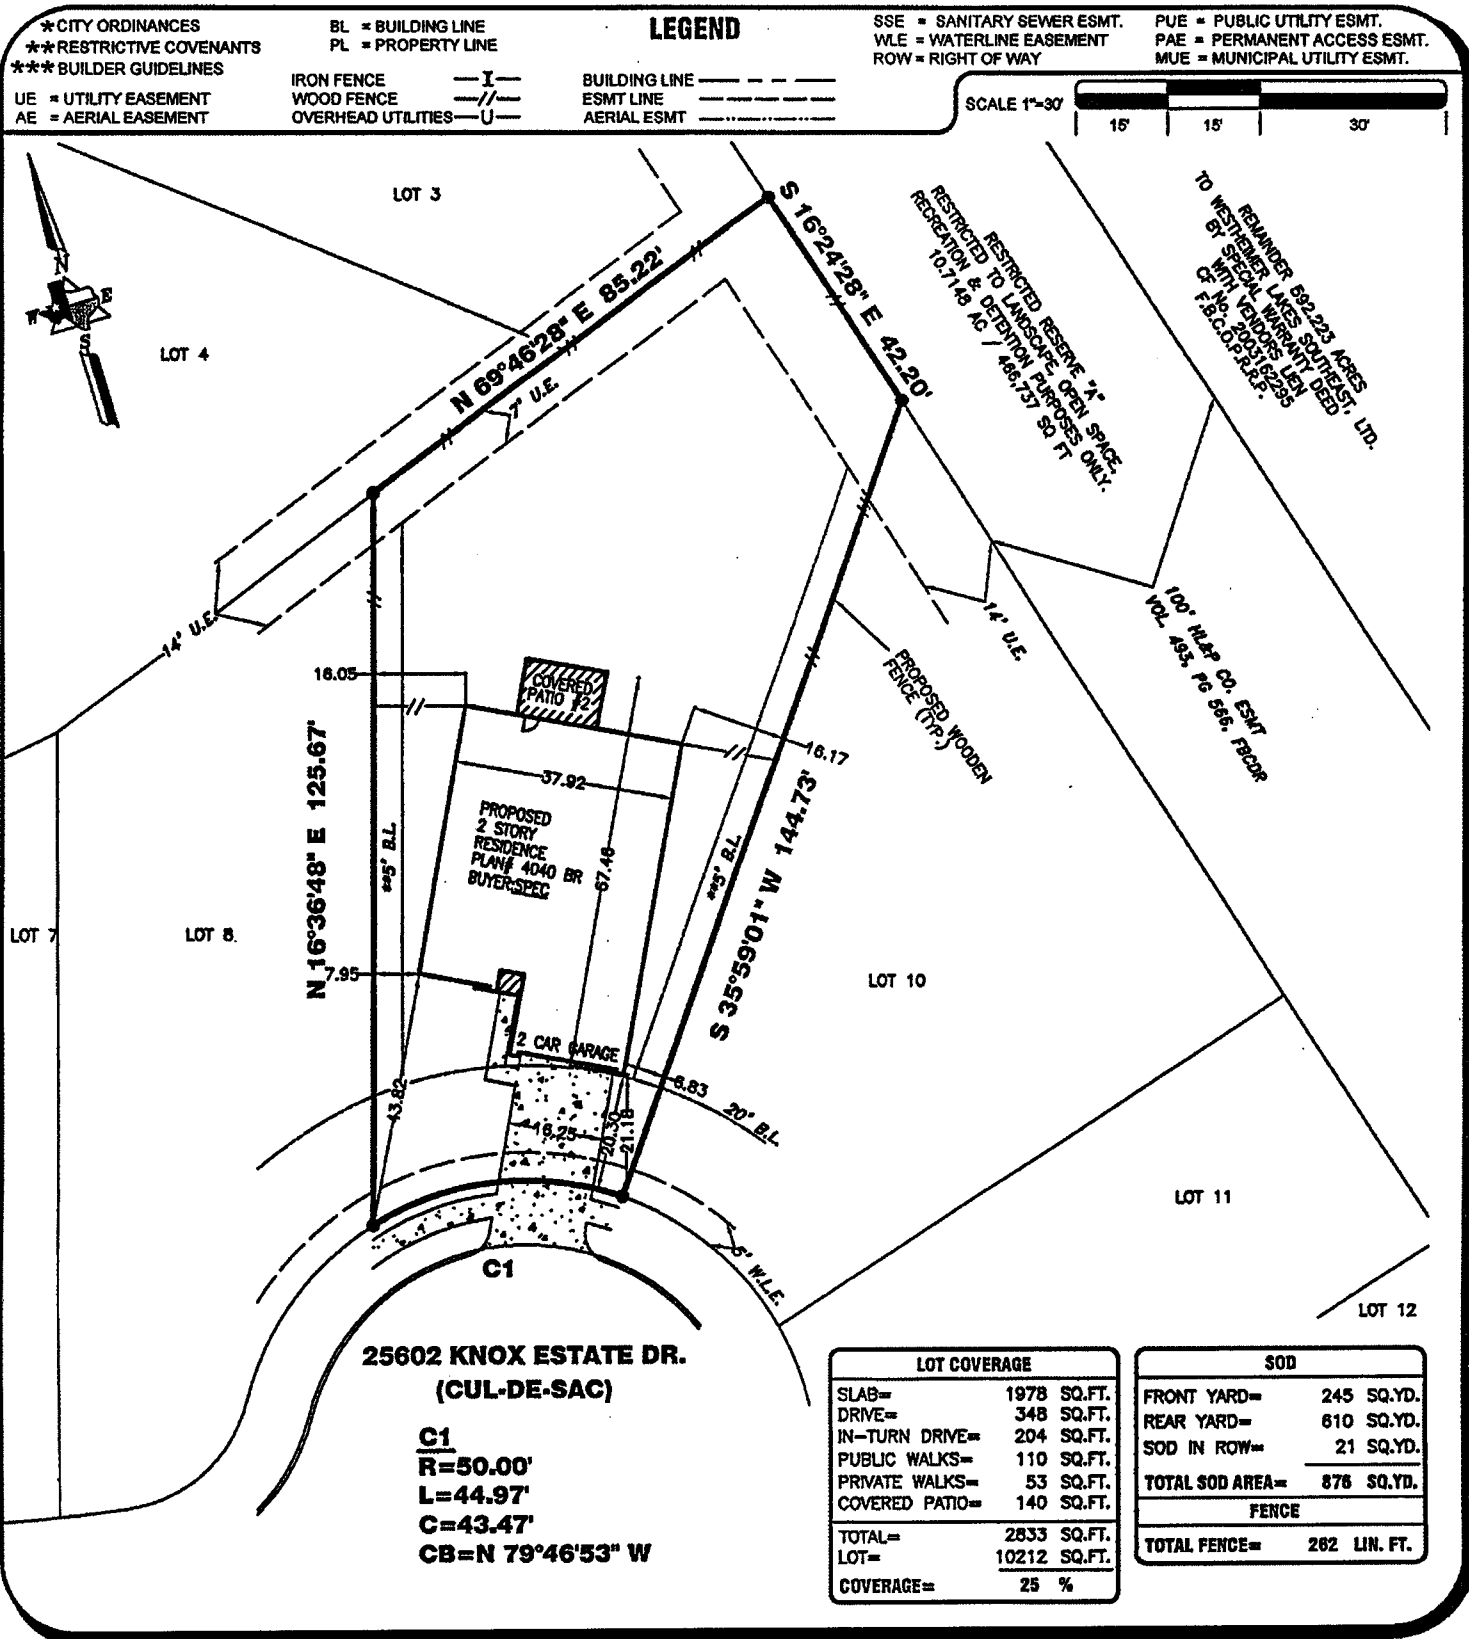 *CITY ORDINANCES
**RESTRICTIVE COVENANTS
***BUILDER GUIDELINES
UE = UTILITY EASEMENT
AE = AERIAL EASEMENT
BL = BUILDING LINE
PL = PROPERTY LINE
IRON FENCE I
WOOD FENCE //
OVERHEAD UTILITIES U
LEGEND
BUILDING LINE
ESMT LINE
AERIAL ESMT
SSE = SANITARY SEWER ESMT.
WLE = WATERLINE EASEMENT
ROW = RIGHT OF WAY
PUE = PUBLIC UTILITY ESMT.
PAE = PERMANENT ACCESS ESMT.
MUE = MUNICIPAL UTILITY ESMT.
SCALE 1"=30'
15' 15' 30'
N
W E
S
LOT 3
LOT 4
N 69°46'28" E 85.22'
7' U.E.
S 16°24'28" E 42.20'
RESTRICTED RESERVE "A"
RESTRICTED TO LANDSCAPE, OPEN SPACE,
RECREATION & DETENTION PURPOSES ONLY.
10.7148 AC / 466,737 SQ FT
REMAINDER 592.223 ACRES
TO WESTHEIMER LAKES SOUTHEAST, LTD.
BY SPECIAL WARRANTY DEED
WITH VENDORS LIEN
CF No. 2003162295
F.B.C.O.P.R.R.P.
14' U.E.
14' U.E.
100' HL&P CO. ESMT
VOL. 493, PG 566, FBCDR
PROPOSED WOODEN
FENCE (TYP.)
16.05
COVERED
PATIO #2
16.17
N 16°36'48" E 125.67'
37.92
PROPOSED
2 STORY
RESIDENCE
PLAN# 4040 BR
BUYER:SPEC
67.46
**5' B.L.
**5' B.L.
S 35°59'01" W 144.73'
LOT 7
LOT 8
LOT 10
7.95
2 CAR GARAGE
6.83
20' B.L.
43.82
16.25
20.30
21.18
LOT 11
5' W.L.E.
C1
LOT 12
25602 KNOX ESTATE DR.
(CUL-DE-SAC)
C1
R=50.00'
L=44.97'
C=43.47'
CB=N 79°46'53" W
LOT COVERAGE
SLAB= 1978 SQ.FT.
DRIVE= 348 SQ.FT.
IN-TURN DRIVE= 204 SQ.FT.
PUBLIC WALKS= 110 SQ.FT.
PRIVATE WALKS= 53 SQ.FT.
COVERED PATIO= 140 SQ.FT.
TOTAL= 2833 SQ.FT.
LOT= 10212 SQ.FT.
COVERAGE= 25 %
SOD
FRONT YARD= 245 SQ.YD.
REAR YARD= 610 SQ.YD.
SOD IN ROW= 21 SQ.YD.
TOTAL SOD AREA= 876 SQ.YD.
FENCE
TOTAL FENCE= 262 LIN. FT.